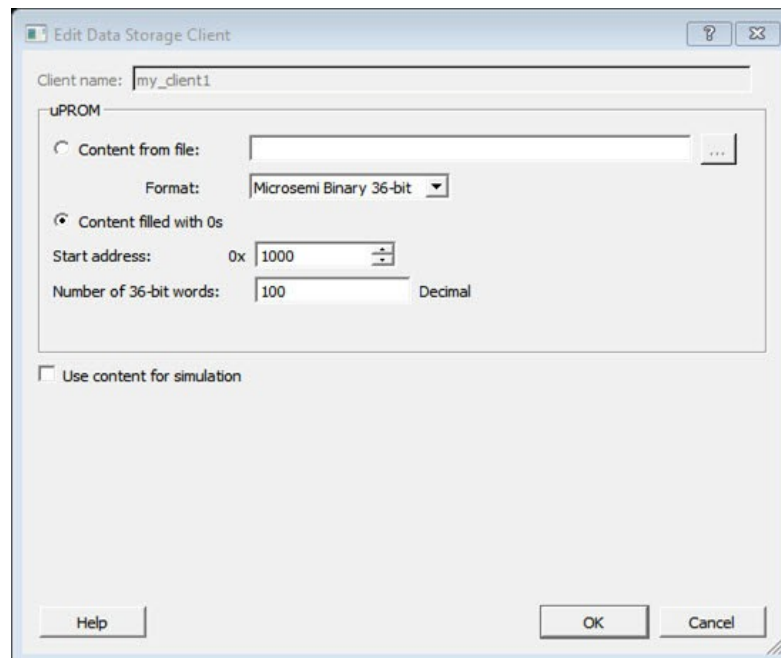 Edit Data Storage Client
Client name: my_client1
uPROM
Content from file: ...
Format: Microsemi Binary 36-bit
Content filled with 0s
Start address: 0x 1000
Number of 36-bit words: 100 Decimal
Use content for simulation
Help OK Cancel